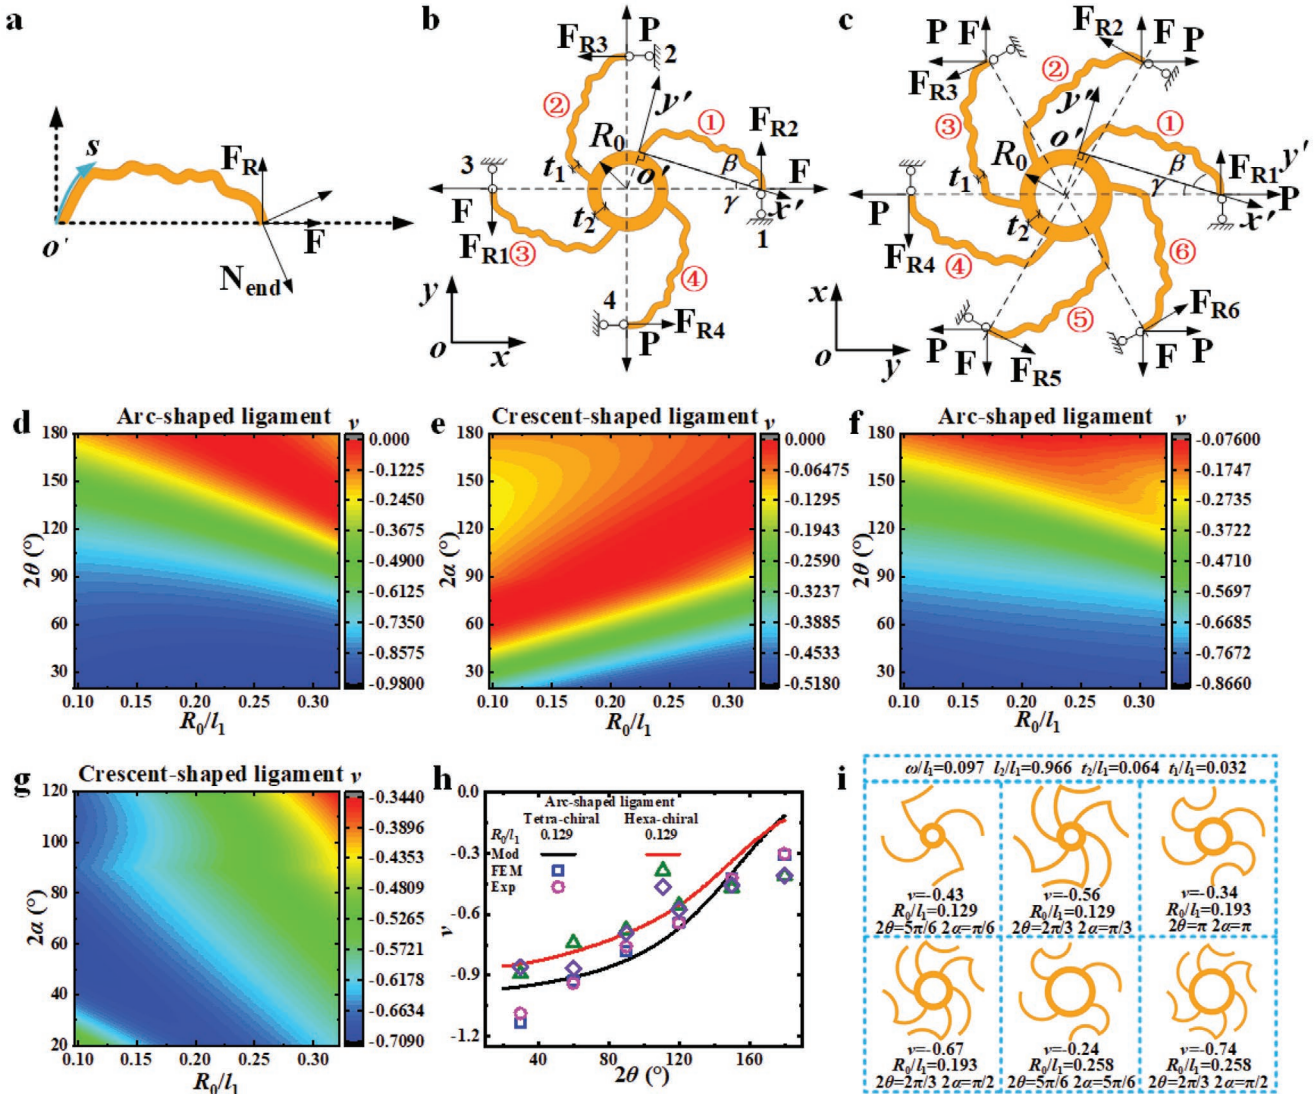 a
s
F_R
F
o'
N_end
b
P
F_R3
2
②
y'
①
F_R2
R_0
3
t_1
o'
β
F
γ
x'
F
t_2
1
F_R1
③
④
y
4
F_R4
o
x
P
c
P F
F_R2
F
P
F_R3
②
y'
③
o'
①
R_0
F_R1
y'
t_1
β
γ
P
P
x'
t_2
F_R4
④
⑥
x
⑤
F_R6
P
F
F
P
F_R5
o
y
d
Arc-shaped ligament
ν
180
150
120
90
60
30
2θ (°)
0.10 0.15 0.20 0.25 0.30
R_0/l_1
0.000
-0.1225
-0.2450
-0.3675
-0.4900
-0.6125
-0.7350
-0.8575
-0.9800
e
Crescent-shaped ligament
ν
180
150
120
90
60
30
2α (°)
0.10 0.15 0.20 0.25 0.30
R_0/l_1
0.000
-0.06475
-0.1295
-0.1943
-0.2590
-0.3237
-0.3885
-0.4533
-0.5180
f
Arc-shaped ligament
ν
180
150
120
90
60
30
2θ (°)
0.10 0.15 0.20 0.25 0.30
R_0/l_1
-0.07600
-0.1747
-0.2735
-0.3722
-0.4710
-0.5697
-0.6685
-0.7672
-0.8660
g
Crescent-shaped ligament
ν
120
100
80
60
40
20
2α (°)
0.10 0.15 0.20 0.25 0.30
R_0/l_1
-0.3440
-0.3896
-0.4353
-0.4809
-0.5265
-0.5721
-0.6178
-0.6634
-0.7090
h
0.0
-0.3
-0.6
-0.9
-1.2
ν
Arc-shaped ligament
Tetra-chiral Hexa-chiral
R_0/l_1 0.129 0.129
Mod
FEM
Exp
40 80 120 160
2θ (°)
i
ω/l_1=0.097 l_2/l_1=0.966 t_2/l_1=0.064 t_1/l_1=0.032
ν=-0.43
R_0/l_1=0.129
2θ=5π/6 2α=π/6
ν=-0.56
R_0/l_1=0.129
2θ=2π/3 2α=π/3
ν=-0.34
R_0/l_1=0.193
2θ=π 2α=π
ν=-0.67
R_0/l_1=0.193
2θ=2π/3 2α=π/2
ν=-0.24
R_0/l_1=0.258
2θ=5π/6 2α=5π/6
ν=-0.74
R_0/l_1=0.258
2θ=2π/3 2α=π/2